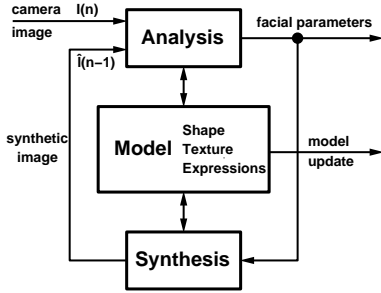 camera I(n)
image
Î(n−1)
Analysis
facial parameters
synthetic
image
Model
Shape
Texture
Expressions
model
update
Synthesis